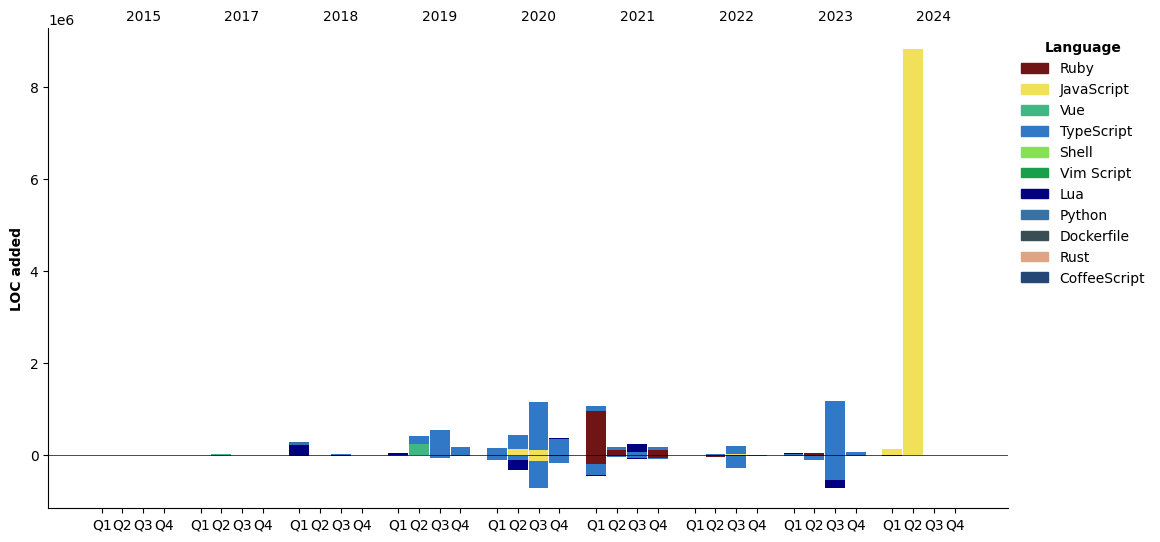 2015 2017 2018 2019 2020 2021 2022 2023 2024
1e6
8
6
4
2
0
LOC added
Q1 Q2 Q3 Q4 Q1 Q2 Q3 Q4 Q1 Q2 Q3 Q4 Q1 Q2 Q3 Q4 Q1 Q2 Q3 Q4 Q1 Q2 Q3 Q4 Q1 Q2 Q3 Q4 Q1 Q2 Q3 Q4 Q1 Q2 Q3 Q4
Language
Ruby
JavaScript
Vue
TypeScript
Shell
Vim Script
Lua
Python
Dockerfile
Rust
CoffeeScript